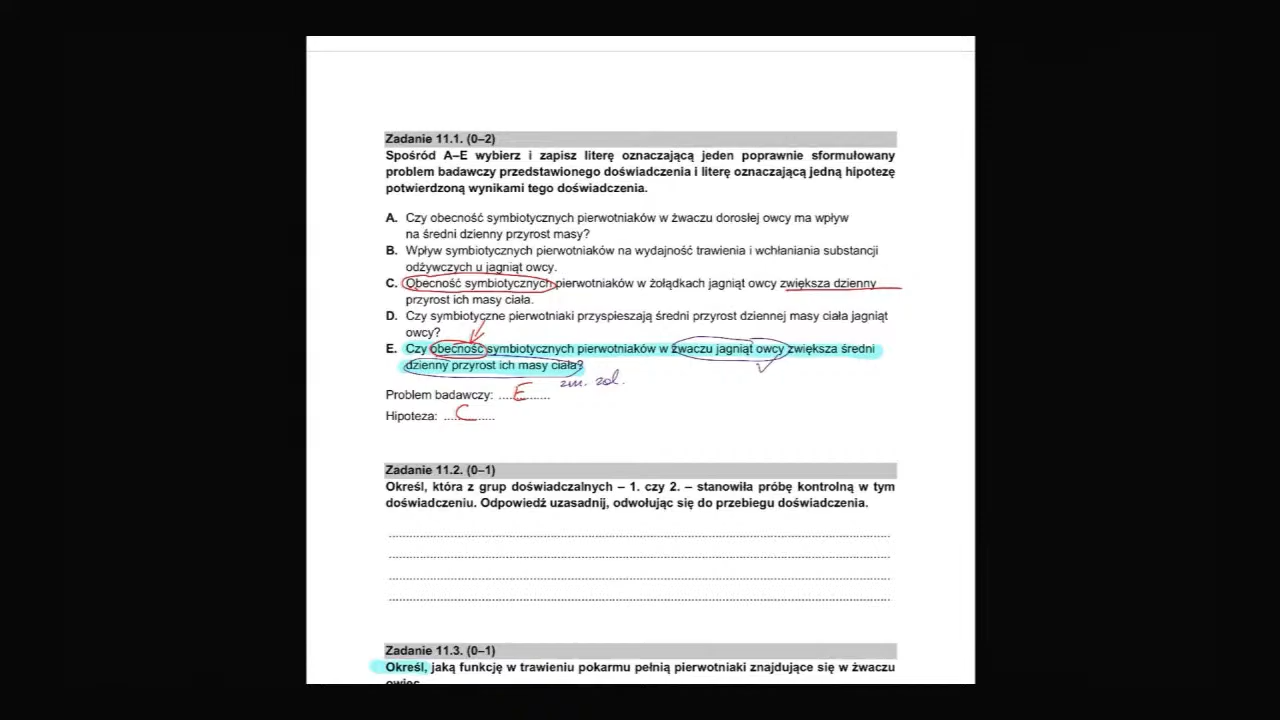 Zadanie 11.1. (0–2)
Spośród A–E wybierz i zapisz literę oznaczającą jeden poprawnie sformułowany
problem badawczy przedstawionego doświadczenia i literę oznaczającą jedną hipotezę
potwierdzoną wynikami tego doświadczenia.
A. Czy obecność symbiotycznych pierwotniaków w żwaczu dorosłej owcy ma wpływ
na średni dzienny przyrost masy?
B. Wpływ symbiotycznych pierwotniaków na wydajność trawienia i wchłaniania substancji
odżywczych u jagniąt owcy.
C. Obecność symbiotycznych pierwotniaków w żołądkach jagniąt owcy zwiększa dzienny
przyrost ich masy ciała.
D. Czy symbiotyczne pierwotniaki przyspieszają średni przyrost dziennej masy ciała jagniąt
owcy?
E. Czy obecność symbiotycznych pierwotniaków w żwaczu jagniąt owcy zwiększa średni
dzienny przyrost ich masy ciała?
zm. zal.
Problem badawczy: ....E........
Hipoteza: ...C........
Zadanie 11.2. (0–1)
Określ, która z grup doświadczalnych – 1. czy 2. – stanowiła próbę kontrolną w tym
doświadczeniu. Odpowiedź uzasadnij, odwołując się do przebiegu doświadczenia.
Zadanie 11.3. (0–1)
Określ, jaką funkcję w trawieniu pokarmu pełnią pierwotniaki znajdujące się w żwaczu
owiec.